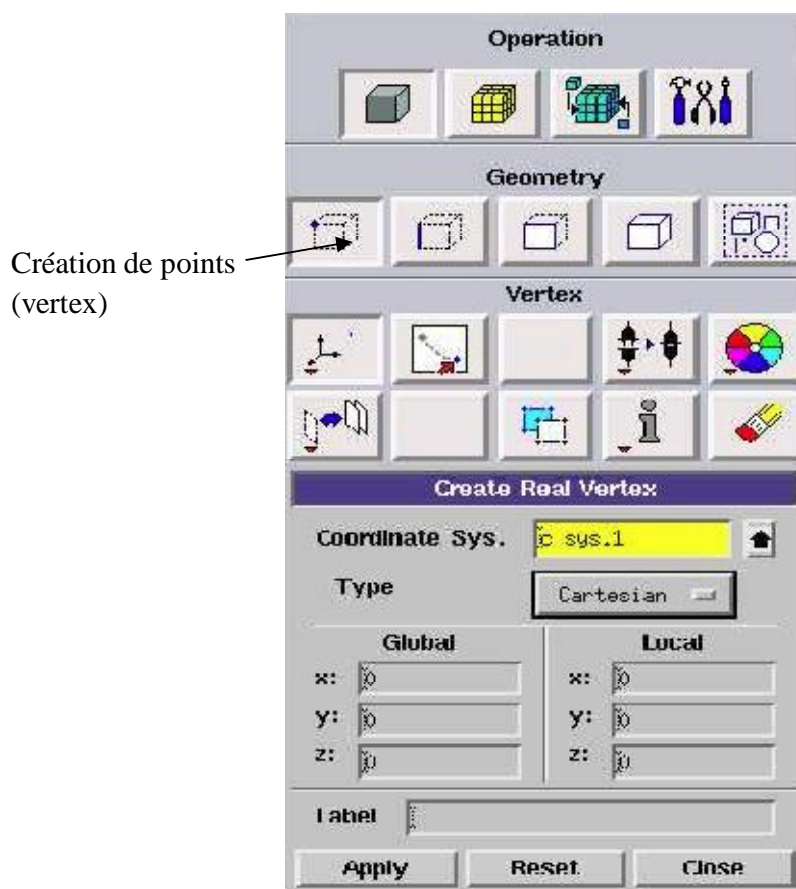 Operation
Geometry
Création de points
(vertex)
Vertex
Create Real Vertex
Coordinate Sys. c sys.1
Type Cartesian
Global Local
x: 0 x: 0
y: 0 y: 0
z: 0 z: 0
Label
Apply Reset Close